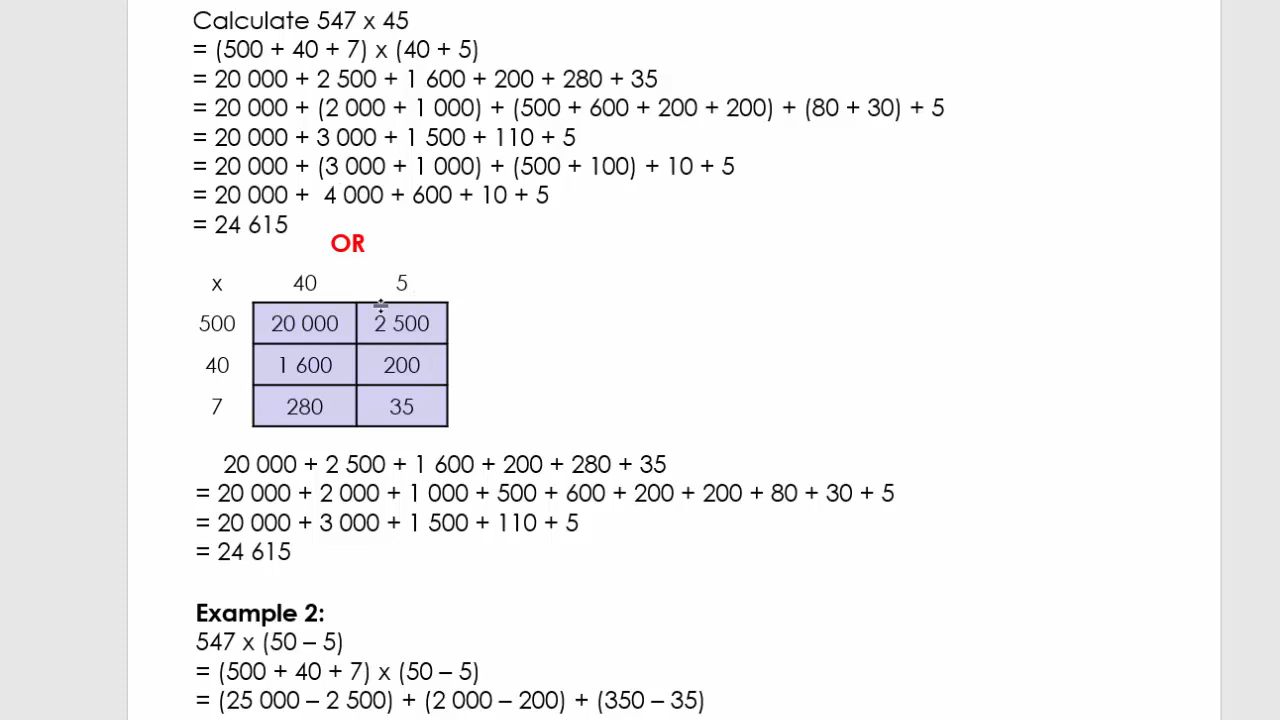 Calculate 547 x 45
= (500 + 40 + 7) x (40 + 5)
= 20 000 + 2 500 + 1 600 + 200 + 280 + 35
= 20 000 + (2 000 + 1 000) + (500 + 600 + 200 + 200) + (80 + 30) + 5
= 20 000 + 3 000 + 1 500 + 110 + 5
= 20 000 + (3 000 + 1 000) + (500 + 100) + 10 + 5
= 20 000 + 4 000 + 600 + 10 + 5
= 24 615
OR
x 40 5
500 20 000 2 500
40 1 600 200
7 280 35
20 000 + 2 500 + 1 600 + 200 + 280 + 35
= 20 000 + 2 000 + 1 000 + 500 + 600 + 200 + 200 + 80 + 30 + 5
= 20 000 + 3 000 + 1 500 + 110 + 5
= 24 615
Example 2:
547 x (50 – 5)
= (500 + 40 + 7) x (50 – 5)
= (25 000 – 2 500) + (2 000 – 200) + (350 – 35)